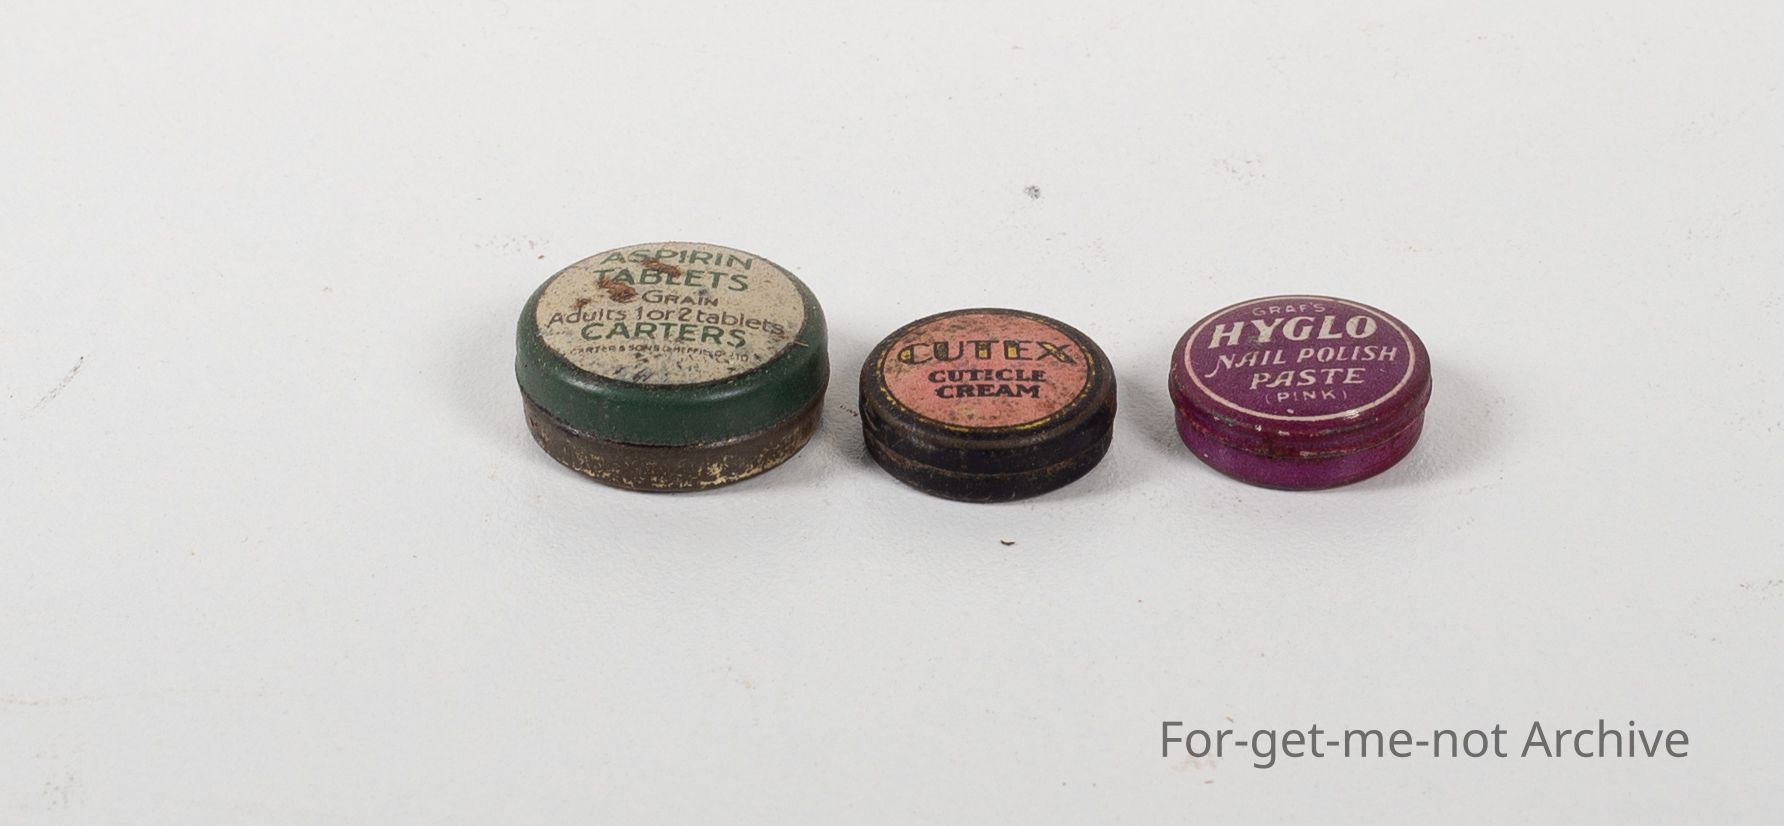 ASPIRIN
TABLETS
GRAIN
Adults 1 or 2 tablets
CARTERS
CUTEX
CUTICLE
CREAM
GRAF'S
HYGLO
NAIL POLISH
PASTE
(PINK)
For-get-me-not Archive